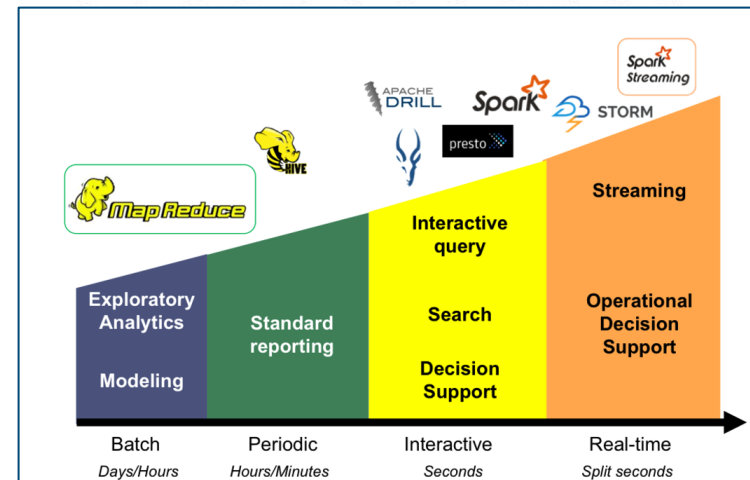 Spark
Streaming
APACHE
DRILL
Spark
STORM
presto
HIVE
Map Reduce
Streaming
Interactive
query
Exploratory
Analytics
Standard
reporting
Search
Operational
Decision
Support
Modeling
Decision
Support
Batch
Periodic
Interactive
Real-time
Days/Hours
Hours/Minutes
Seconds
Split seconds